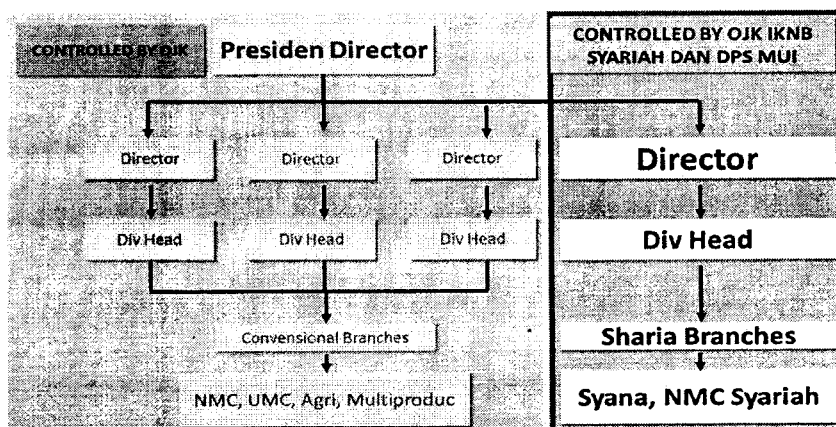 CONTROLLED BY OJK
Presiden Director
CONTROLLED BY OJK IKNB
SYARIAH DAN DPS MUI
Director
Director
Director
Director
Div Head
Div Head
Div Head
Div Head
Convensional Branches
Sharia Branches
NMC, UMC, Agri, Multiproduc
Syana, NMC Syariah